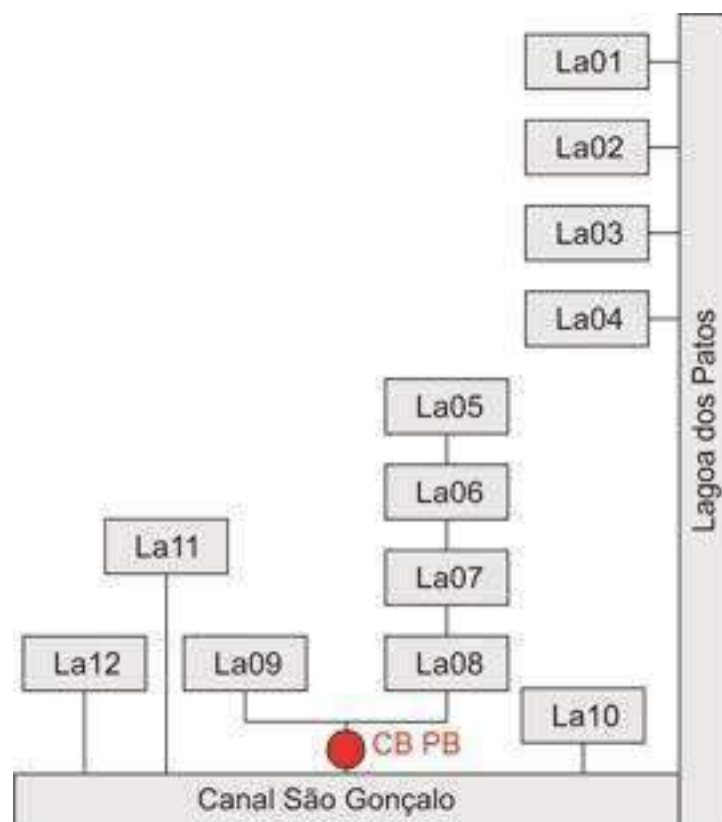 La01
La02
La03
La04
Lagoa dos Patos
La05
La06
La11
La07
La12
La09
La08
La10
CB PB
Canal São Gonçalo